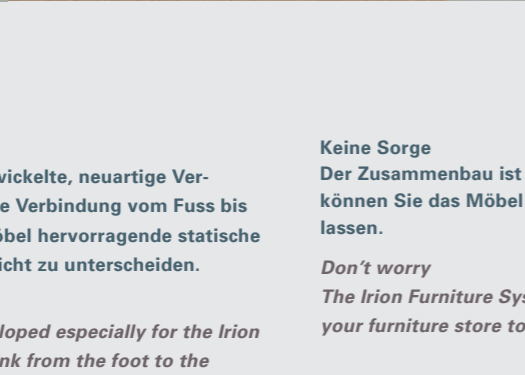 wickelte, neuartige Ver-
e Verbindung vom Fuss bis
öbel hervorragende statische
icht zu unterscheiden.
loped especially for the Irion
nk from the foot to the
Keine Sorge
Der Zusammenbau ist
können Sie das Möbel
lassen.
Don't worry
The Irion Furniture Sys
your furniture store to